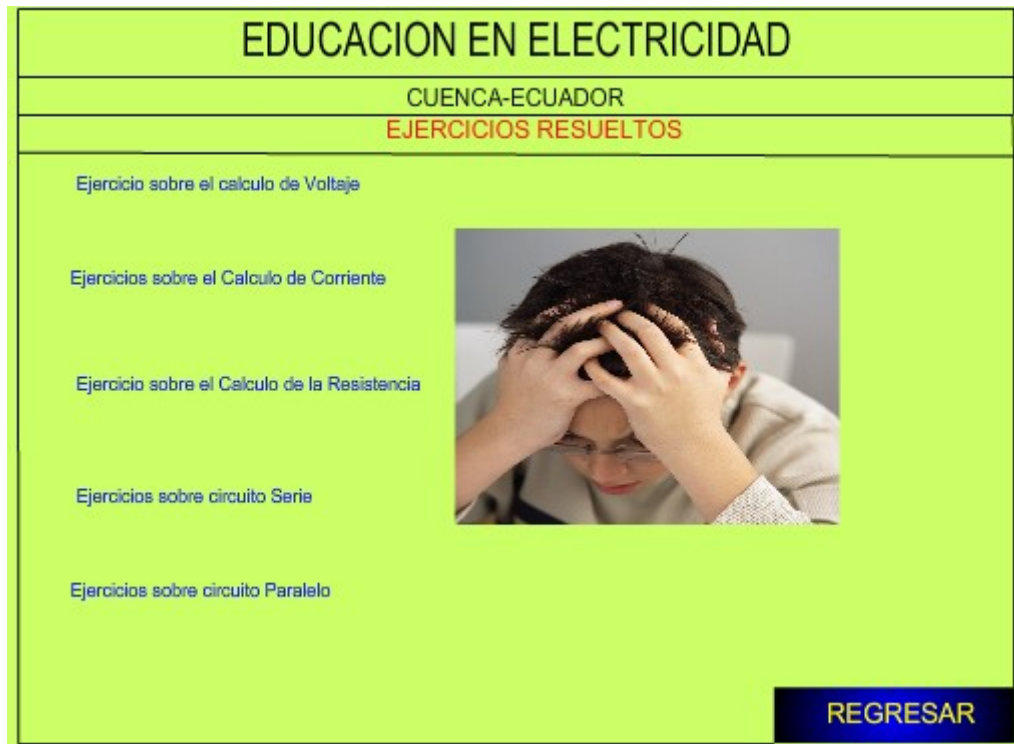 EDUCACION EN ELECTRICIDAD
CUENCA-ECUADOR
EJERCICIOS RESUELTOS
Ejercicio sobre el calculo de Voltaje
Ejercicios sobre el Calculo de Corriente
Ejercicio sobre el Calculo de la Resistencia
Ejercicios sobre circuito Serie
Ejercicios sobre circuito Paralelo
REGRESAR